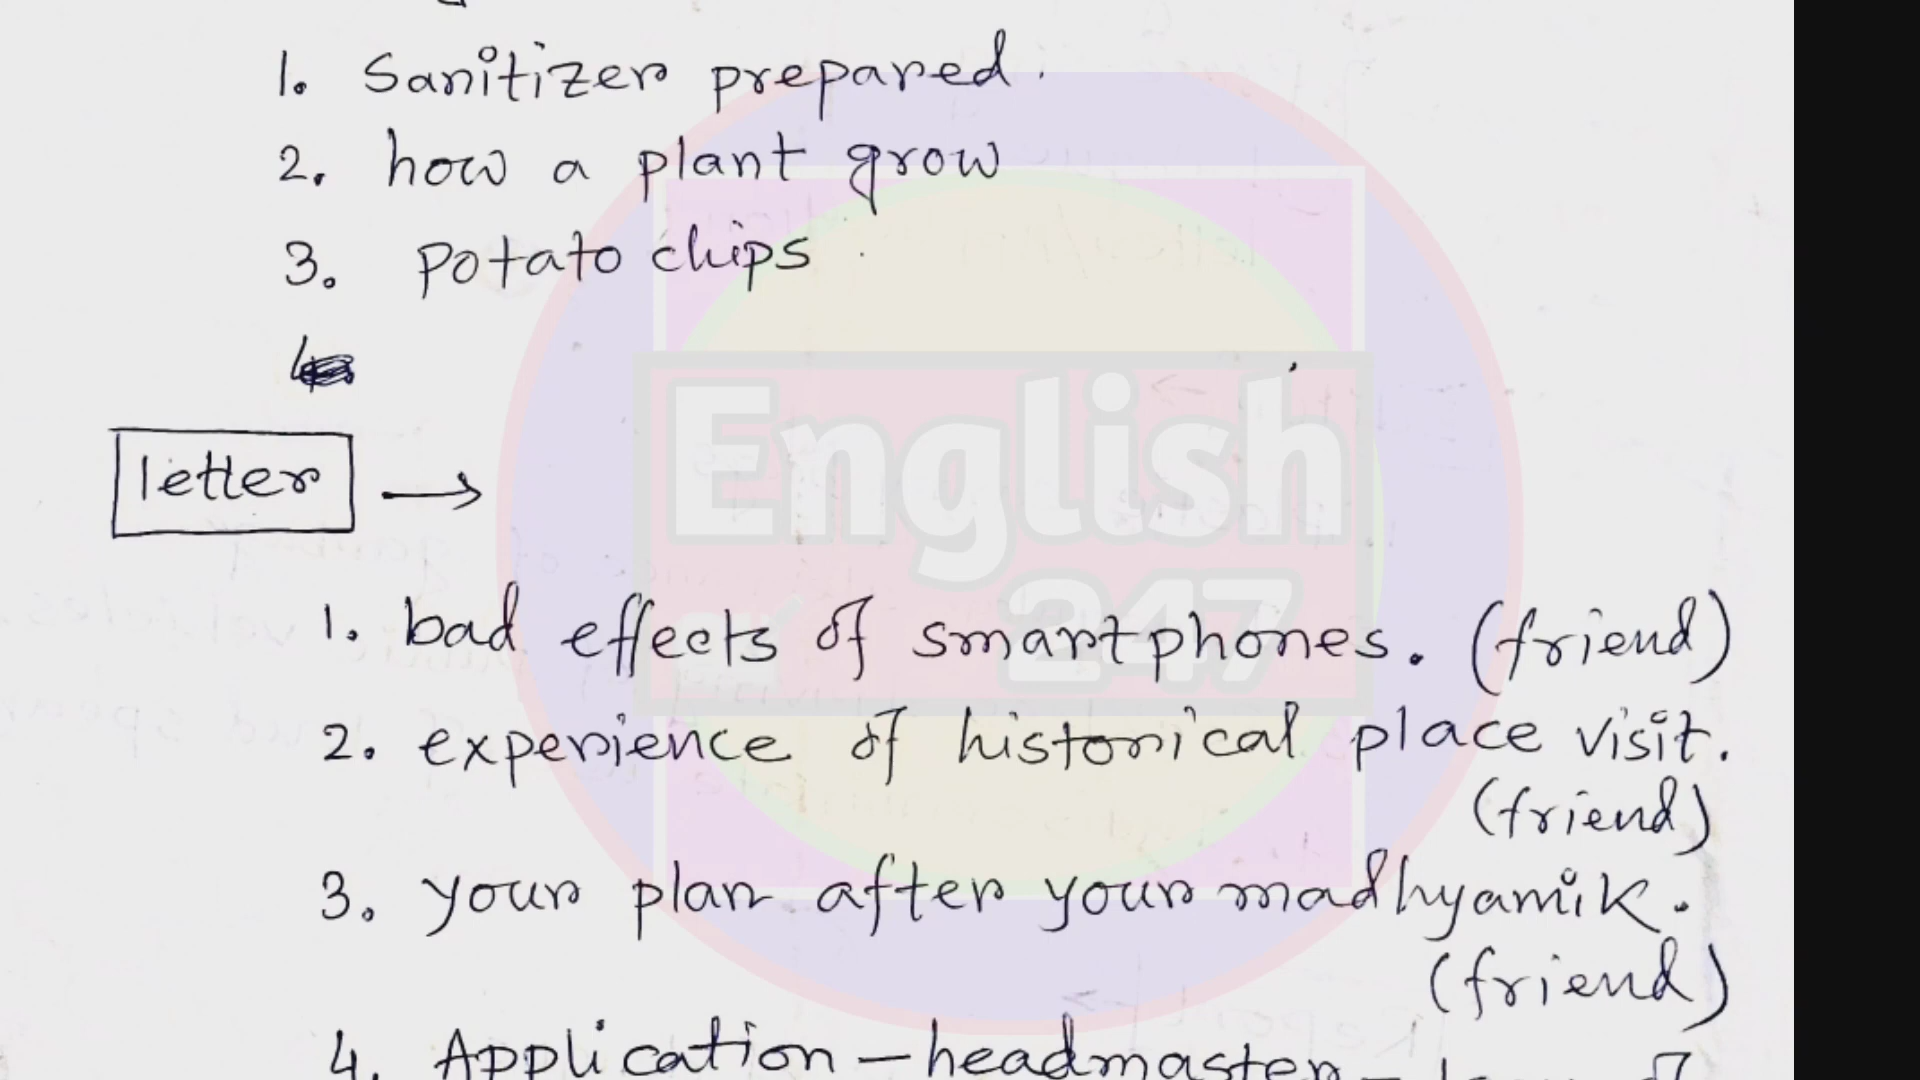 1. Sanitizer prepared.
2. how a plant grow
3. potato chips
letter →
1. bad effects of smartphones. (friend)
2. experience of historical place visit.
(friend)
3. your plan after your madhyamik.
(friend)
4. Application – headmaster –
English
247